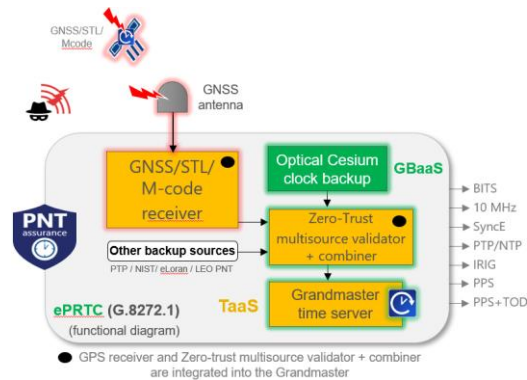 GNSS/STL/
Mcode
GNSS
antenna
GNSS/STL/
M-code
receiver
Optical Cesium
clock backup
GBaaS
BITS
10 MHz
SyncE
PTP/NTP
IRIG
PPS
PPS+TOD
Zero-Trust
multisource validator
+ combiner
PNT
assurance
Other backup sources
PTP / NIST/ eLoran / LEO PNT
ePRTC (G.8272.1)
(functional diagram)
TaaS
Grandmaster
time server
GPS receiver and Zero-trust multisource validator + combiner
are integrated into the Grandmaster